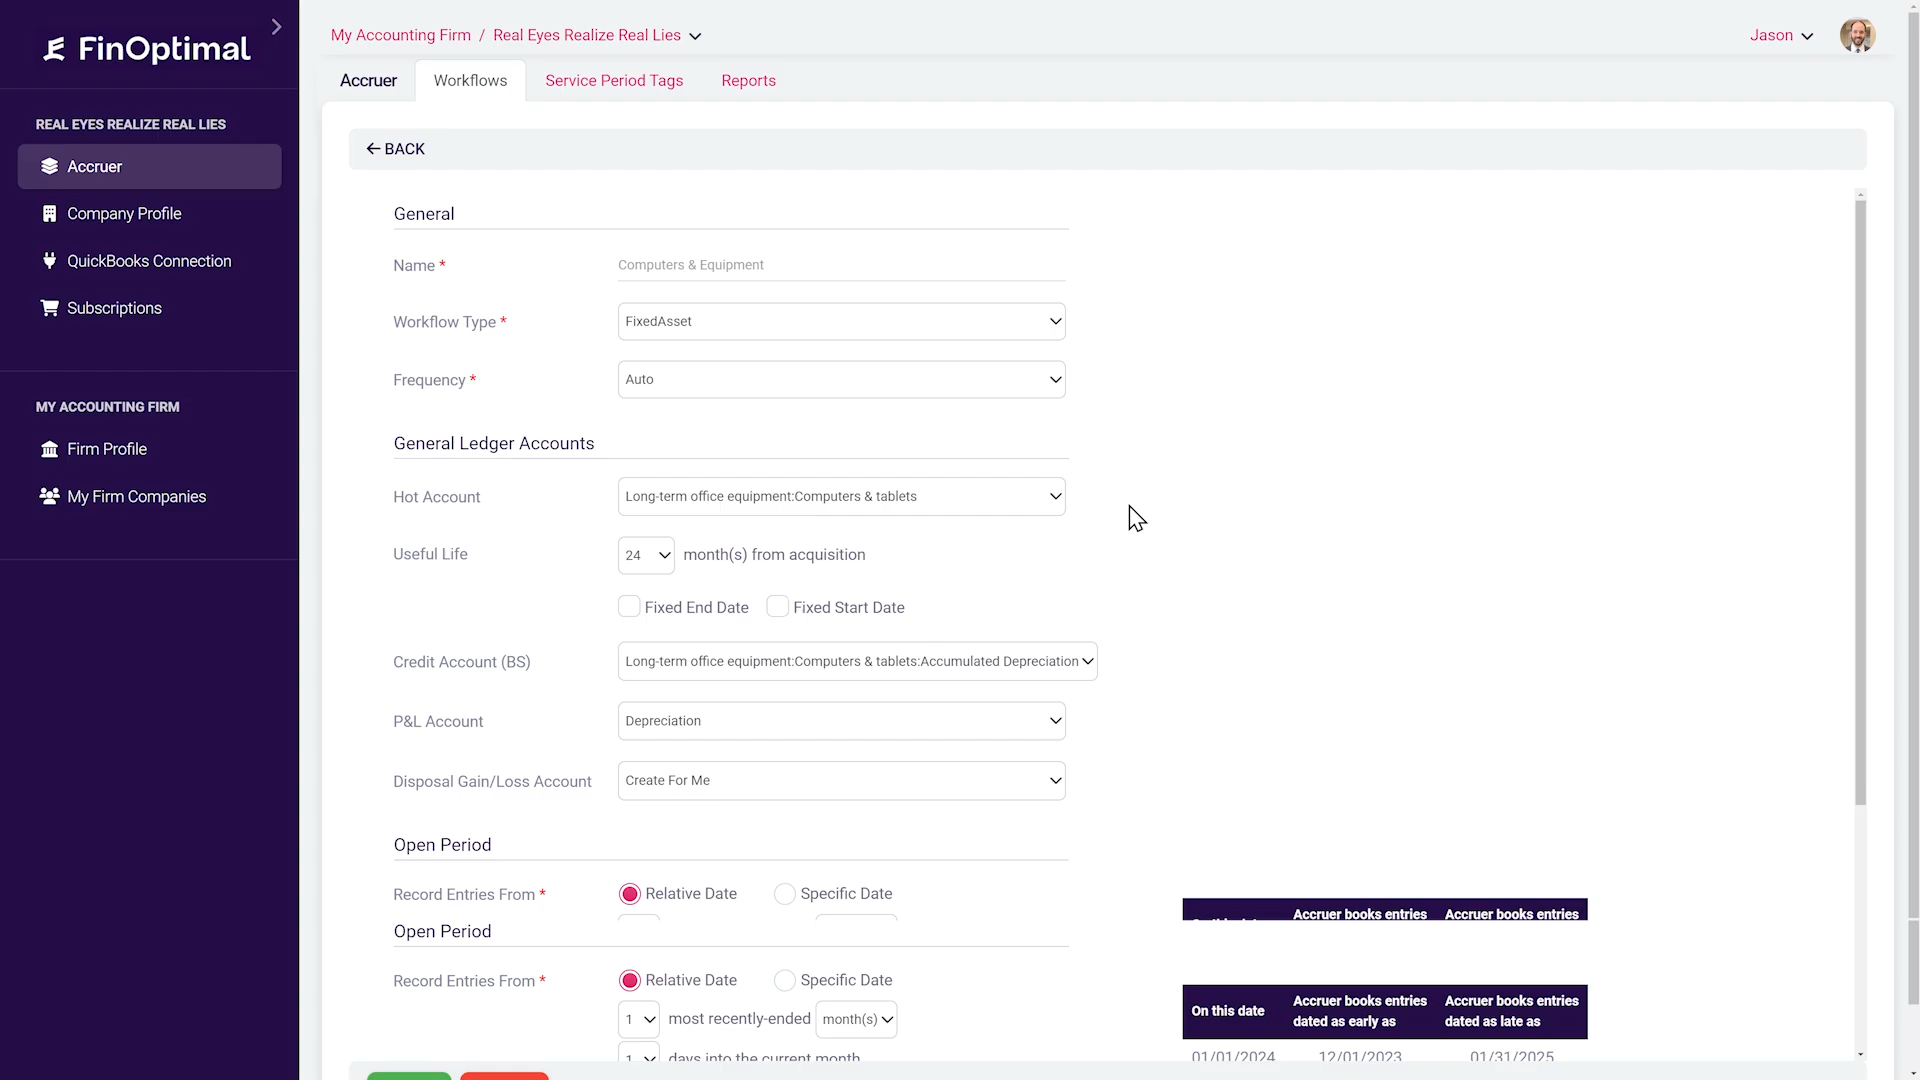 FinOptimal
REAL EYES REALIZE REAL LIES
Accruer
Company Profile
QuickBooks Connection
Subscriptions
MY ACCOUNTING FIRM
Firm Profile
My Firm Companies
My Accounting Firm / Real Eyes Realize Real Lies
Jason
Accruer Workflows Service Period Tags Reports
BACK
General
Name * Computers & Equipment
Workflow Type * FixedAsset
Frequency * Auto
General Ledger Accounts
Hot Account Long-term office equipment:Computers & tablets
Useful Life 24 month(s) from acquisition
Fixed End Date Fixed Start Date
Credit Account (BS) Long-term office equipment:Computers & tablets:Accumulated Depreciation
P&L Account Depreciation
Disposal Gain/Loss Account Create For Me
Open Period
Record Entries From * Relative Date Specific Date
Accruer books entries Accruer books entries
Open Period
Record Entries From * Relative Date Specific Date
1 most recently-ended month(s)
On this date Accruer books entries dated as early as Accruer books entries dated as late as
1 days into the current month
01/01/2024 12/01/2023 01/31/2025